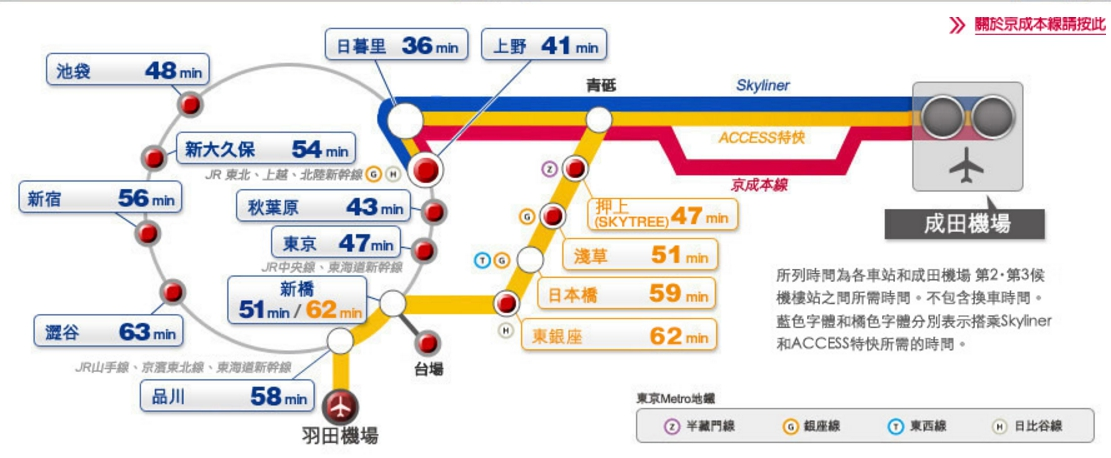 關於京成本線請按此
日暮里 36 min
上野 41 min
池袋 48 min
青砥
Skyliner
ACCESS特快
京成本線
新大久保 54 min
JR 東北、上越、北陸新幹線 G H
Z
新宿 56 min
秋葉原 43 min
押上
(SKYTREE) 47 min
成田機場
G
東京 47 min
淺草 51 min
JR中央線、東海道新幹線
T G
新橋
51 min / 62 min
日本橋 59 min
澀谷 63 min
H
東銀座 62 min
台場
JR山手線、京濱東北線、東海道新幹線
品川 58 min
羽田機場
所列時間為各車站和成田機場 第2·第3候
機樓站之間所需時間。不包含換車時間。
藍色字體和橘色字體分別表示搭乘Skyliner
和ACCESS特快所需的時間。
東京Metro地鐵
Z 半藏門線 G 銀座線 T 東西線 H 日比谷線